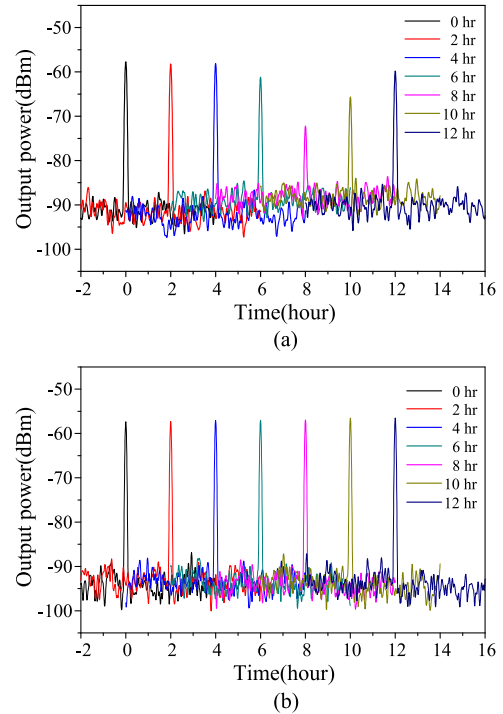 -50
-60
-70
-80
-90
-100
Output power(dBm)
0 hr
2 hr
4 hr
6 hr
8 hr
10 hr
12 hr
-2 0 2 4 6 8 10 12 14 16
Time(hour)
(a)
-50
-60
-70
-80
-90
-100
Output power(dBm)
0 hr
2 hr
4 hr
6 hr
8 hr
10 hr
12 hr
-2 0 2 4 6 8 10 12 14 16
Time(hour)
(b)